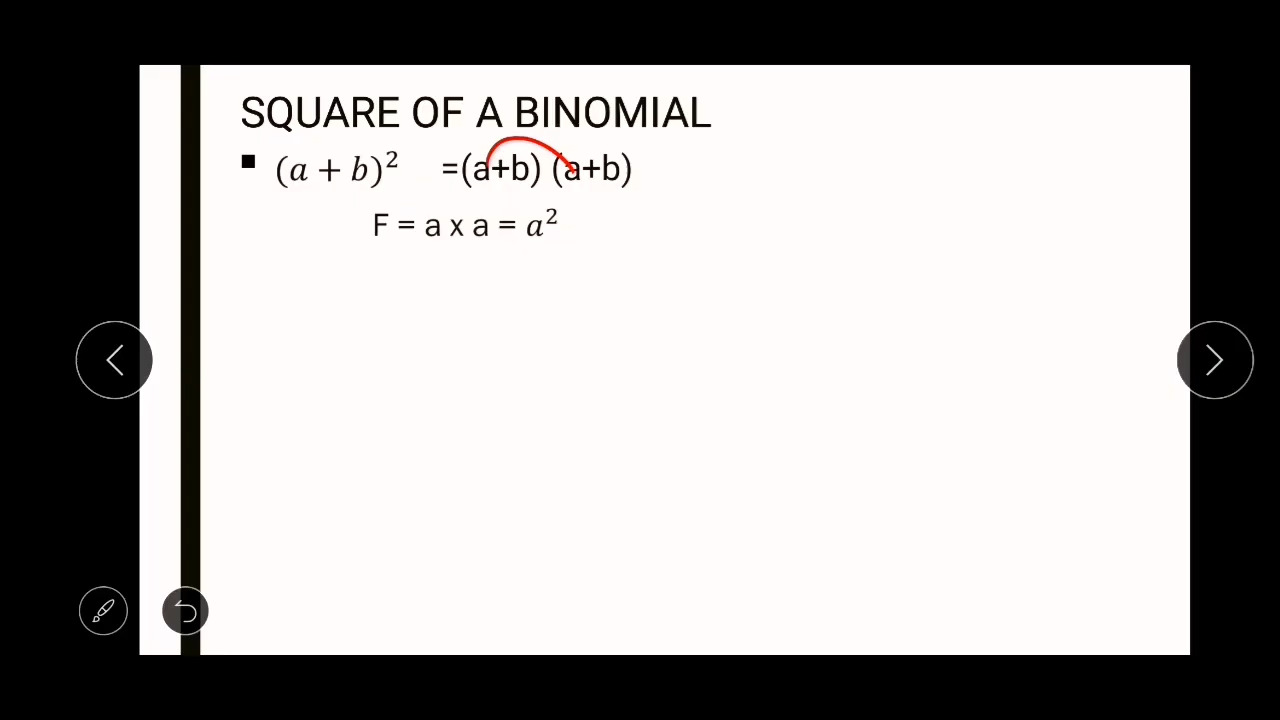 SQUARE OF A BINOMIAL
▪ (a + b)² =(a+b) (a+b)
F = a x a = a²